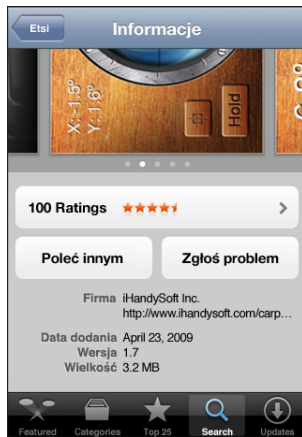 Etsi
Informacje
X:-1.5°
Y: 1.6°
Hold
100 Ratings
Poleć innym
Zgłoś problem
Firma iHandySoft Inc.
http://www.ihandysoft.com/carp...
Data dodania April 23, 2009
Wersja 1.7
Wielkość 3.2 MB
Featured
Categories
Top 25
Search
Updates